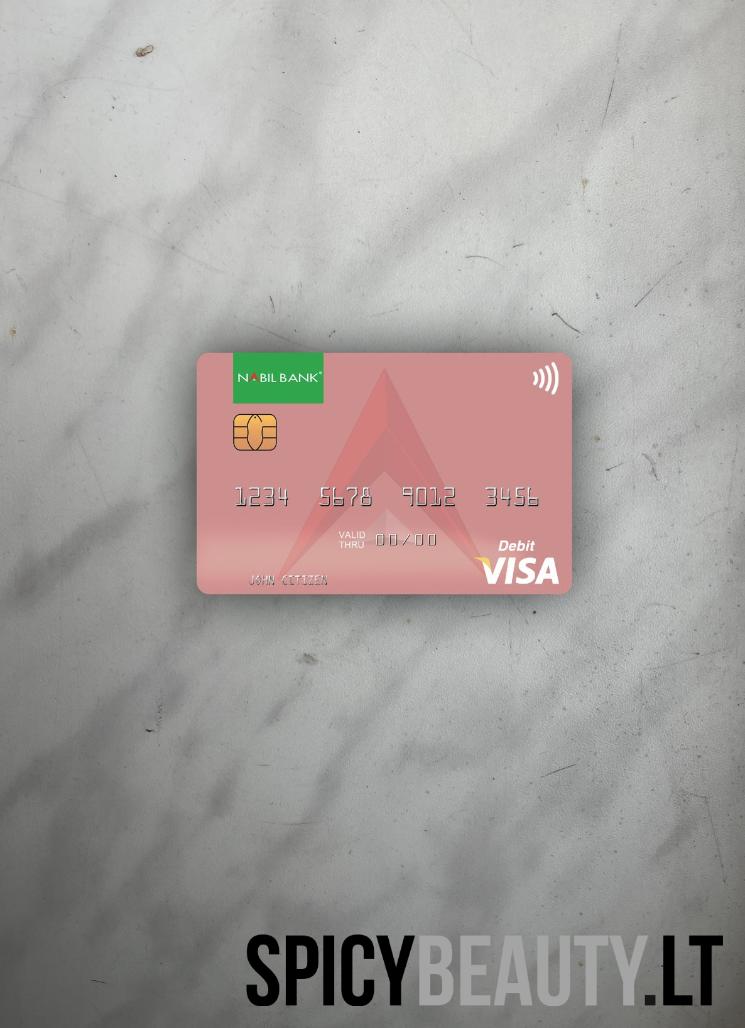 NABIL BANK
1234 5678 9012 3456
VALID
THRU 00/00
Debit
VISA
JOHN CITIZEN
SPICYBEAUTY.LT